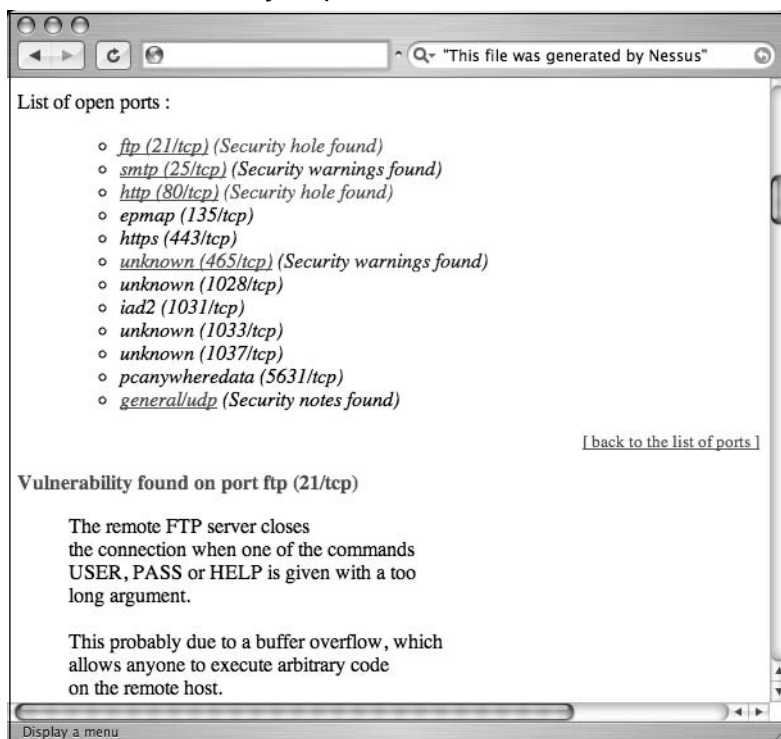 "This file was generated by Nessus"
List of open ports :
ftp (21/tcp) (Security hole found)
smtp (25/tcp) (Security warnings found)
http (80/tcp) (Security hole found)
epmap (135/tcp)
https (443/tcp)
unknown (465/tcp) (Security warnings found)
unknown (1028/tcp)
iad2 (1031/tcp)
unknown (1033/tcp)
unknown (1037/tcp)
pcanywheredata (5631/tcp)
general/udp (Security notes found)
[ back to the list of ports ]
Vulnerability found on port ftp (21/tcp)
The remote FTP server closes
the connection when one of the commands
USER, PASS or HELP is given with a too
long argument.
This probably due to a buffer overflow, which
allows anyone to execute arbitrary code
on the remote host.
Display a menu